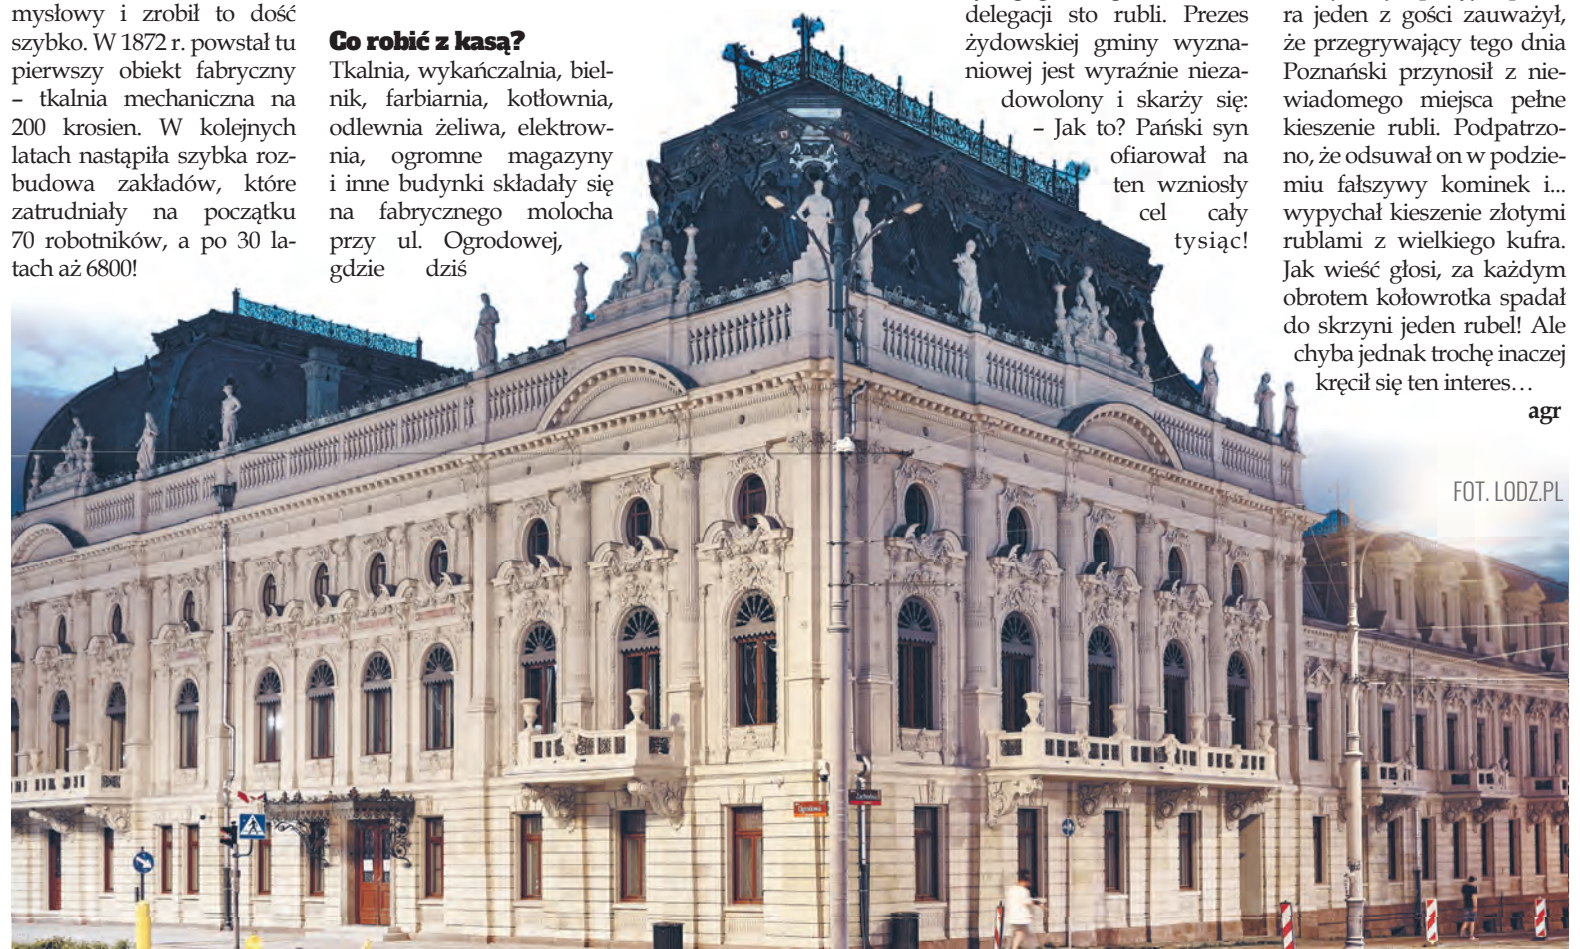 mysłowy i zrobił to dość
szybko. W 1872 r. powstał tu
pierwszy obiekt fabryczny
– tkalnia mechaniczna na
200 krosien. W kolejnych
latach nastąpiła szybka roz-
budowa zakładów, które
zatrudniały na początku
70 robotników, a po 30 la-
tach aż 6800!
Co robić z kasą?
Tkalnia, wykańczalnia, biel-
nik, farbiarnia, kotłownia,
odlewnia żeliwa, elektrow-
nia, ogromne magazyny
i inne budynki składały się
na fabrycznego molocha
przy ul. Ogrodowej,
gdzie dziś
delegacji sto rubli. Prezes
żydowskiej gminy wyzna-
niowej jest wyraźnie nieza-
dowolony i skarży się:
– Jak to? Pański syn
ofiarował na
ten wzniosły
cel cały
tysiąc!
ra jeden z gości zauważył,
że przegrywający tego dnia
Poznański przynosił z nie-
wiadomego miejsca pełne
kieszenie rubli. Podpatrzo-
no, że odsuwał on w podzie-
miu fałszywy kominek i...
wypychał kieszenie złotymi
rublami z wielkiego kufra.
Jak wieść głosi, za każdym
obrotem kołowrotka spadał
do skrzyni jeden rubel! Ale
chyba jednak trochę inaczej
kręcił się ten interes…
agr
FOT. LODZ.PL
Ogrodowa
Zachodnia